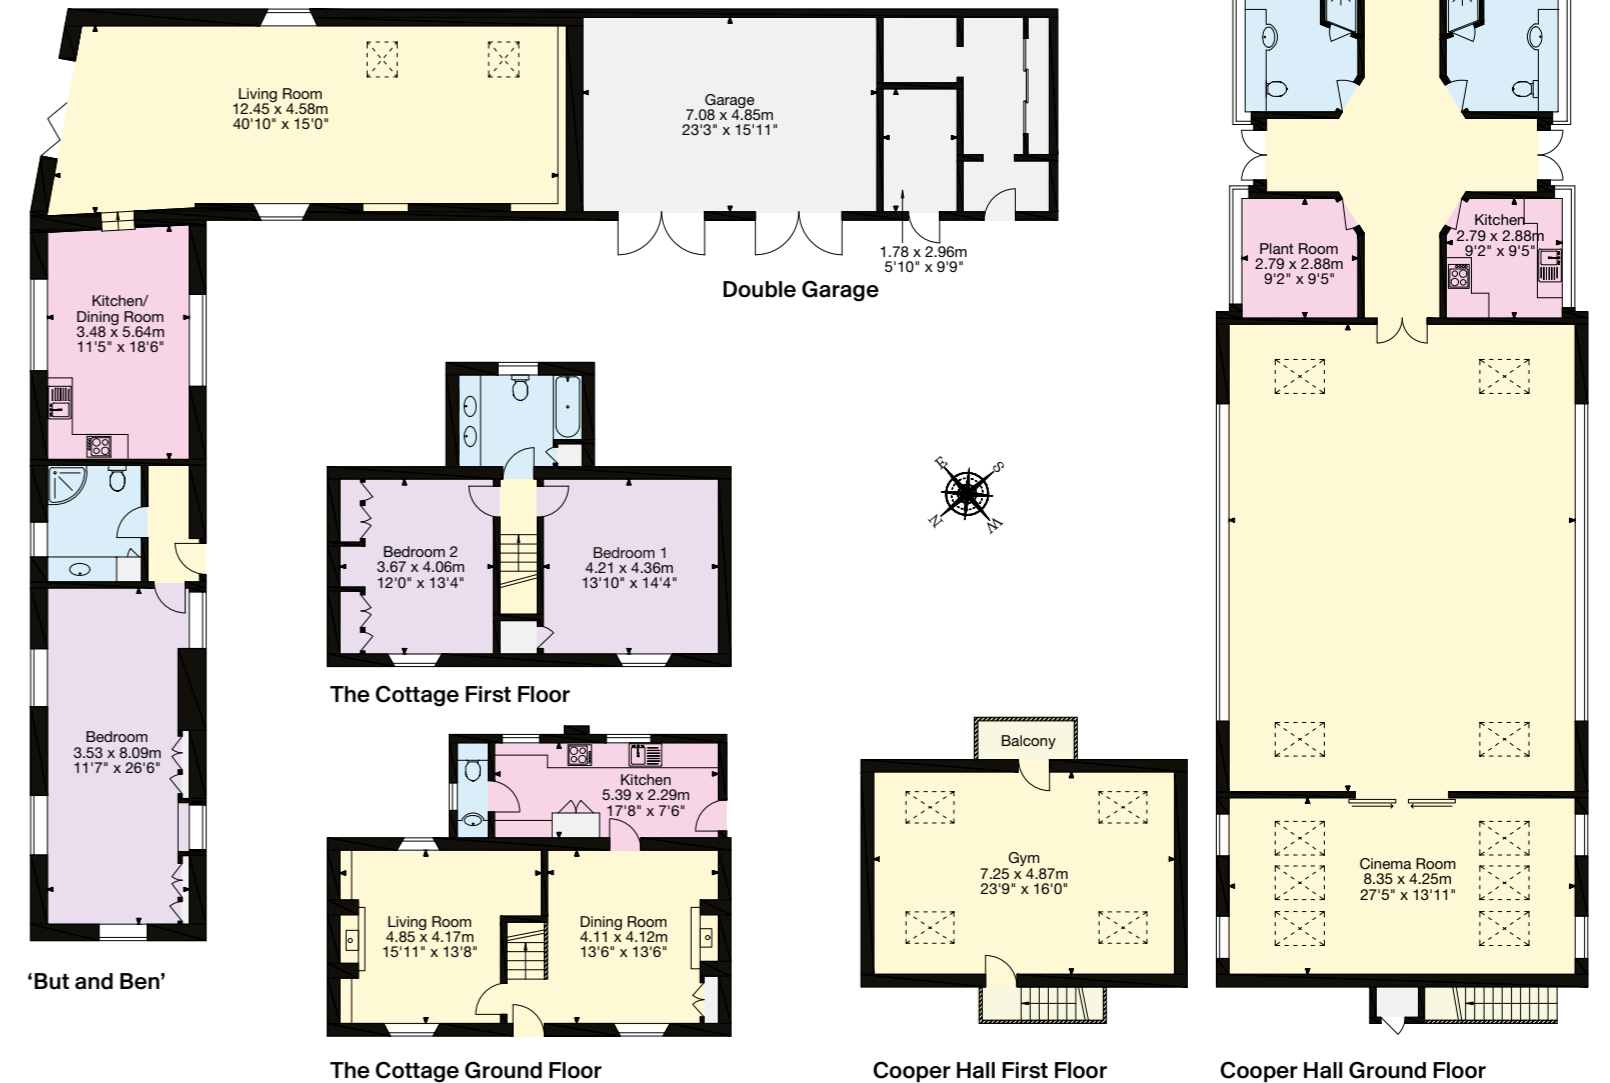 Living Room
12.45 x 4.58m
40'10" x 15'0"
Garage
7.08 x 4.85m
23'3" x 15'11"
1.78 x 2.96m
5'10" x 9'9"
Double Garage
Kitchen/
Dining Room
3.48 x 5.64m
11'5" x 18'6"
Bedroom
3.53 x 8.09m
11'7" x 26'6"
'But and Ben'
Bedroom 2
3.67 x 4.06m
12'0" x 13'4"
Bedroom 1
4.21 x 4.36m
13'10" x 14'4"
The Cottage First Floor
Kitchen
5.39 x 2.29m
17'8" x 7'6"
Living Room
4.85 x 4.17m
15'11" x 13'8"
Dining Room
4.11 x 4.12m
13'6" x 13'6"
The Cottage Ground Floor
E
S
N
W
Balcony
Gym
7.25 x 4.87m
23'9" x 16'0"
Cooper Hall First Floor
Plant Room
2.79 x 2.88m
9'2" x 9'5"
Kitchen
2.79 x 2.88m
9'2" x 9'5"
Cinema Room
8.35 x 4.25m
27'5" x 13'11"
Cooper Hall Ground Floor